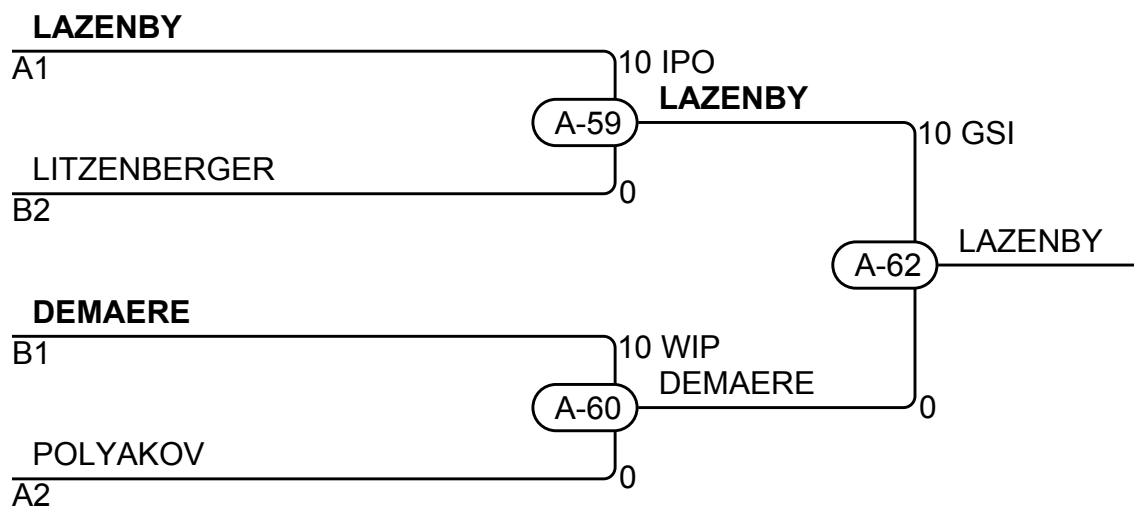 LAZENBY
A1
10 IPO
LAZENBY
A-59
10 GSI
LITZENBERGER
B2
0
LAZENBY
A-62
DEMAERE
B1
10 WIP
DEMAERE
A-60
0
POLYAKOV
A2
0